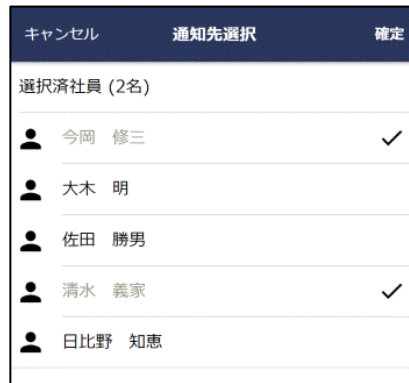 キャンセル 通知先選択 確定
選択済社員 (2名)
今岡　修三
大木　明
佐田　勝男
清水　義家
日比野　知恵